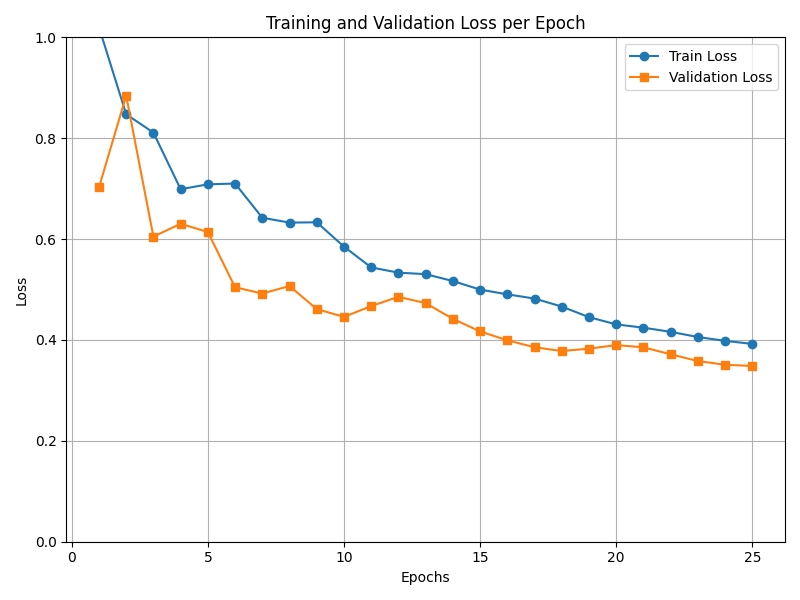 Training and Validation Loss per Epoch
Train Loss
Validation Loss
1.0
0.8
0.6
0.4
0.2
0.0
Loss
0 5 10 15 20 25
Epochs